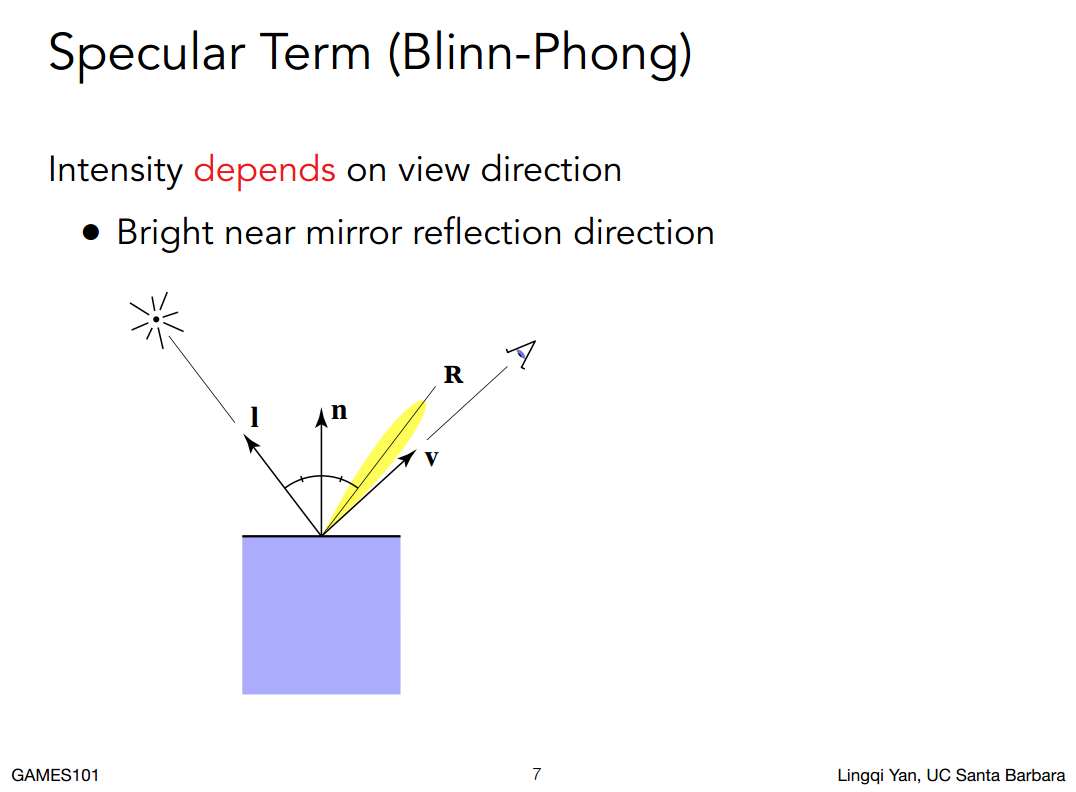 Specular Term (Blinn-Phong)
Intensity depends on view direction
● Bright near mirror reflection direction
R
l
n
v
GAMES101
7
Lingqi Yan, UC Santa Barbara